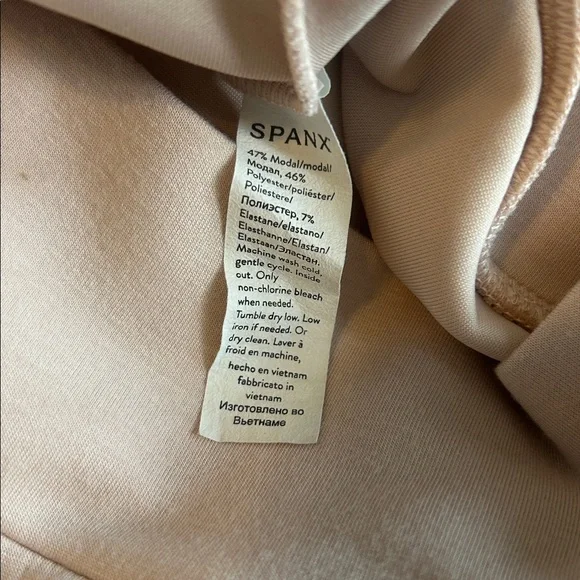 SPANX
47% Modal/modal/
Модал, 46%
Polyester/poliéster/
Poliestere/
Полиэстер, 7%
Elastane/elastano/
Elasthanne/Elastan/
Elastaan/Эластан.
Machine wash cold,
gentle cycle. Inside
out. Only
non-chlorine bleach
when needed.
Tumble dry low. Low
iron if needed. Or
dry clean. Laver à
froid en machine,
hecho en vietnam
fabbricato in
vietnam
Изготовлено во
Вьетнаме